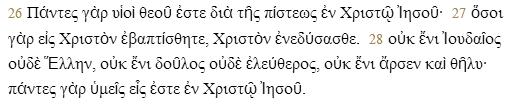 26 Πάντες γὰρ υἱοὶ θεοῦ ἐστε διὰ τῆς πίστεως ἐν Χριστῷ Ἰησοῦ· 27 ὅσοι
γὰρ εἰς Χριστὸν ἐβαπτίσθητε, Χριστὸν ἐνεδύσασθε. 28 οὐκ ἔνι Ἰουδαῖος
οὐδὲ Ἕλλην, οὐκ ἔνι δοῦλος οὐδὲ ἐλεύθερος, οὐκ ἔνι ἄρσεν καὶ θῆλυ·
πάντες γὰρ ὑμεῖς εἷς ἐστε ἐν Χριστῷ Ἰησοῦ.